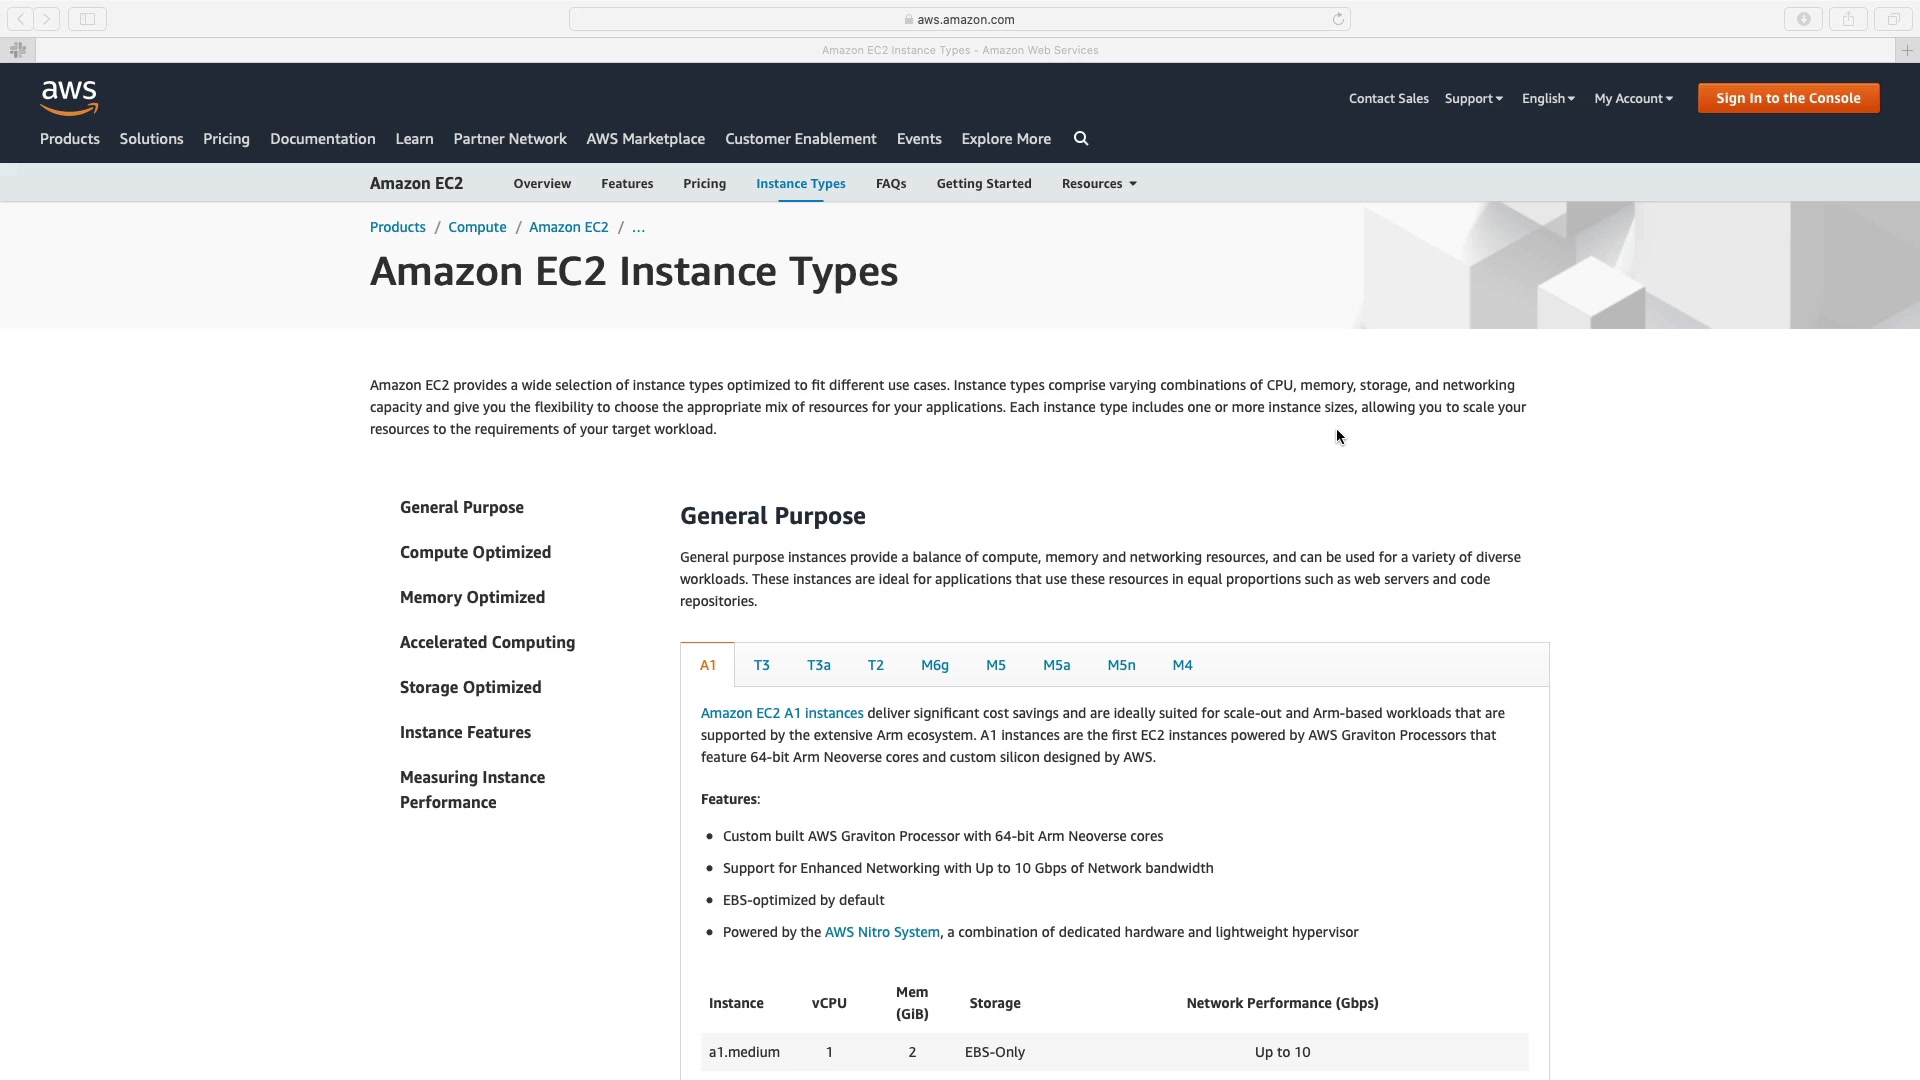 aws.amazon.com
Amazon EC2 Instance Types - Amazon Web Services
aws
Contact Sales Support English My Account Sign In to the Console
Products Solutions Pricing Documentation Learn Partner Network AWS Marketplace Customer Enablement Events Explore More
Amazon EC2 Overview Features Pricing Instance Types FAQs Getting Started Resources
Products / Compute / Amazon EC2 / ...
Amazon EC2 Instance Types
Amazon EC2 provides a wide selection of instance types optimized to fit different use cases. Instance types comprise varying combinations of CPU, memory, storage, and networking
capacity and give you the flexibility to choose the appropriate mix of resources for your applications. Each instance type includes one or more instance sizes, allowing you to scale your
resources to the requirements of your target workload.
General Purpose
Compute Optimized
Memory Optimized
Accelerated Computing
Storage Optimized
Instance Features
Measuring Instance
Performance
General Purpose
General purpose instances provide a balance of compute, memory and networking resources, and can be used for a variety of diverse
workloads. These instances are ideal for applications that use these resources in equal proportions such as web servers and code
repositories.
A1 T3 T3a T2 M6g M5 M5a M5n M4
Amazon EC2 A1 instances deliver significant cost savings and are ideally suited for scale-out and Arm-based workloads that are
supported by the extensive Arm ecosystem. A1 instances are the first EC2 instances powered by AWS Graviton Processors that
feature 64-bit Arm Neoverse cores and custom silicon designed by AWS.
Features:
• Custom built AWS Graviton Processor with 64-bit Arm Neoverse cores
• Support for Enhanced Networking with Up to 10 Gbps of Network bandwidth
• EBS-optimized by default
• Powered by the AWS Nitro System, a combination of dedicated hardware and lightweight hypervisor
Instance vCPU Mem (GiB) Storage Network Performance (Gbps)
a1.medium 1 2 EBS-Only Up to 10